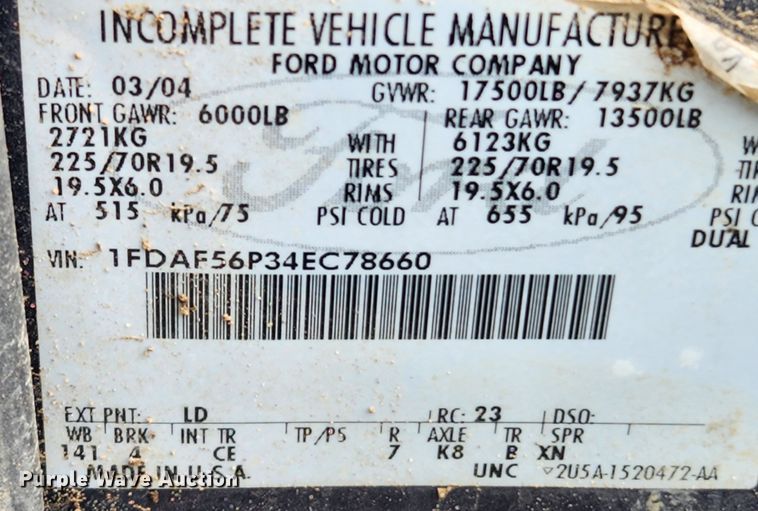 INCOMPLETE VEHICLE MANUFACTURE
FORD MOTOR COMPANY
DATE: 03/04 GVWR: 17500LB/ 7937KG
FRONT GAWR: 6000LB REAR GAWR: 13500LB
2721KG WITH 6123KG W
225/70R19.5 TIRES 225/70R19.5 TI
19.5X6.0 RIMS 19.5X6.0 RI
AT 515 kPa/75 PSI COLD AT 655 kPa/95 PSI C
DUAL
Ford
VIN: 1FDAF56P34EC78660
EXT PNT: LD RC: 23 DSO:
WB BRK INT TR TP/PS R AXLE TR SPR
141 4 CE 7 K8 B XN
MADE IN U.S.A. UNC 2U5A-1520472-AA
Purple Wave Auction